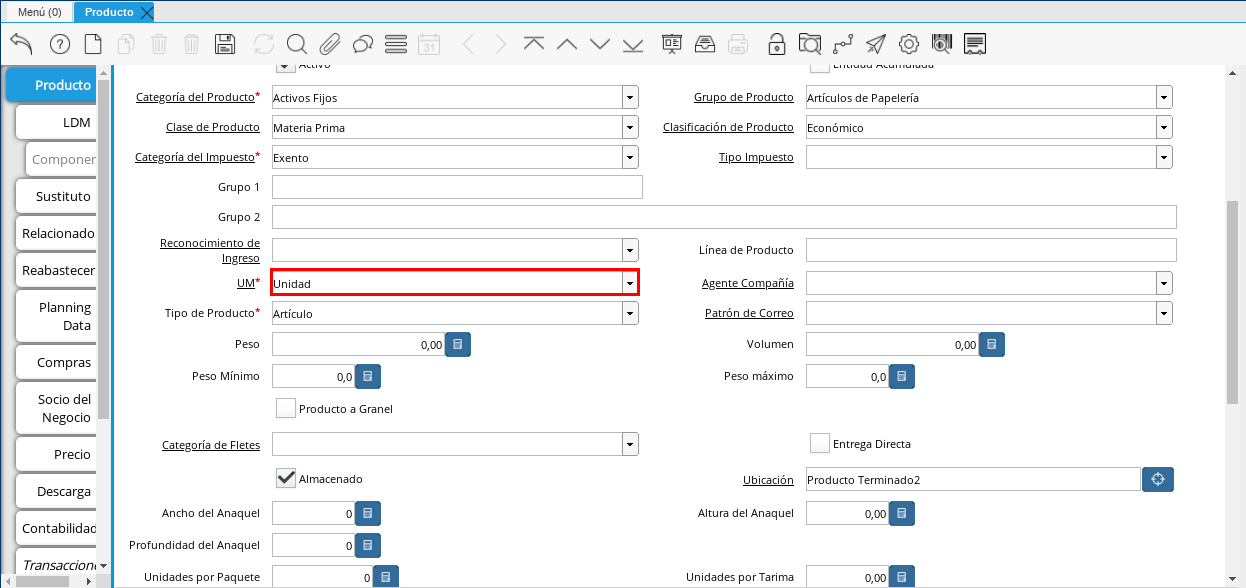 Menú (0) Producto
31
Producto
LDM
Componen
Sustituto
Relacionado
Reabastecer
Planning
Data
Compras
Socio del
Negocio
Precio
Descarga
Contabilidad
Transaccione
Activo Entidad Acumulada
Categoría del Producto* Activos Fijos Grupo de Producto Artículos de Papelería
Clase de Producto Materia Prima Clasificación de Producto Económico
Categoría del Impuesto* Exento Tipo Impuesto
Grupo 1
Grupo 2
Reconocimiento de
Ingreso Línea de Producto
UM* Unidad Agente Compañía
Tipo de Producto* Artículo Patrón de Correo
Peso 0,00 Volumen 0,00
Peso Mínimo 0,0 Peso máximo 0,0
Producto a Granel
Categoría de Fletes Entrega Directa
Almacenado Ubicación Producto Terminado2
Ancho del Anaquel 0 Altura del Anaquel 0,00
Profundidad del Anaquel 0
Unidades por Paquete 0 Unidades por Tarima 0,00